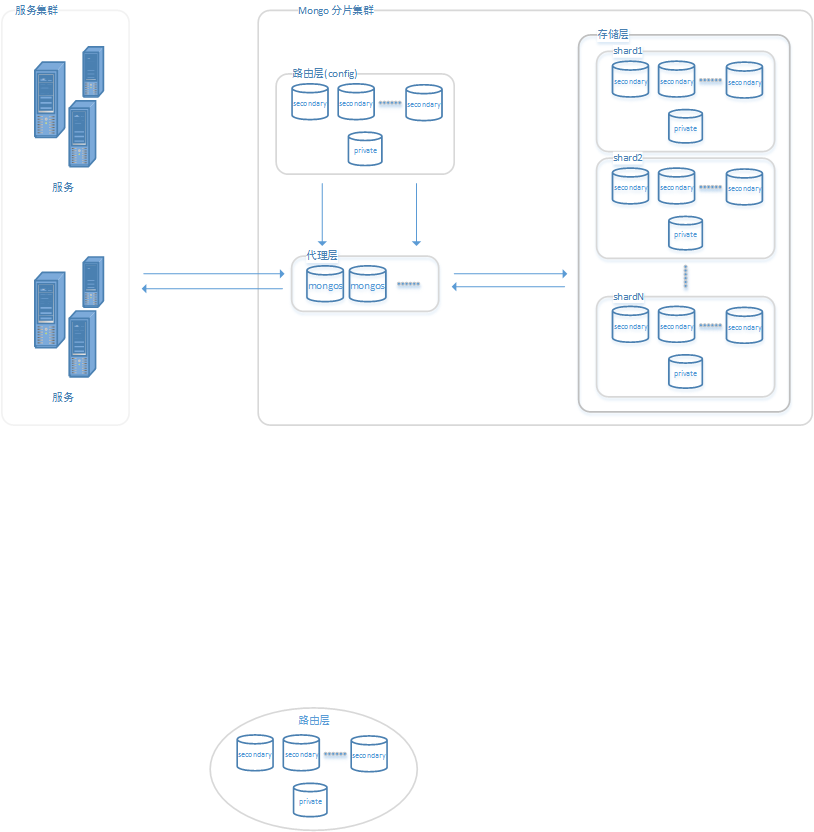 服务集群
Mongo 分片集群
服务
服务
路由层(config)
secondary
secondary
secondary
private
代理层
mongos
mongos
存储层
shard1
secondary
secondary
secondary
private
shard2
secondary
secondary
secondary
private
shardN
secondary
secondary
secondary
private
路由层
secondary
secondary
secondary
private